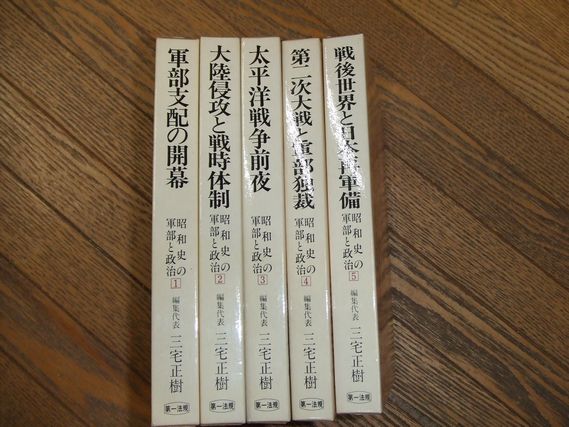 軍部支配の開幕
昭和史の
軍部と政治 1
編集代表 三宅正樹
第一法規
大陸侵攻と戦時体制
昭和史の
軍部と政治 2
編集代表 三宅正樹
第一法規
太平洋戦争前夜
昭和史の
軍部と政治 3
編集代表 三宅正樹
第一法規
第二次大戦と軍部独裁
昭和史の
軍部と政治 4
編集代表 三宅正樹
第一法規
戦後世界と日本再軍備
昭和史の
軍部と政治 5
編集代表 三宅正樹
第一法規